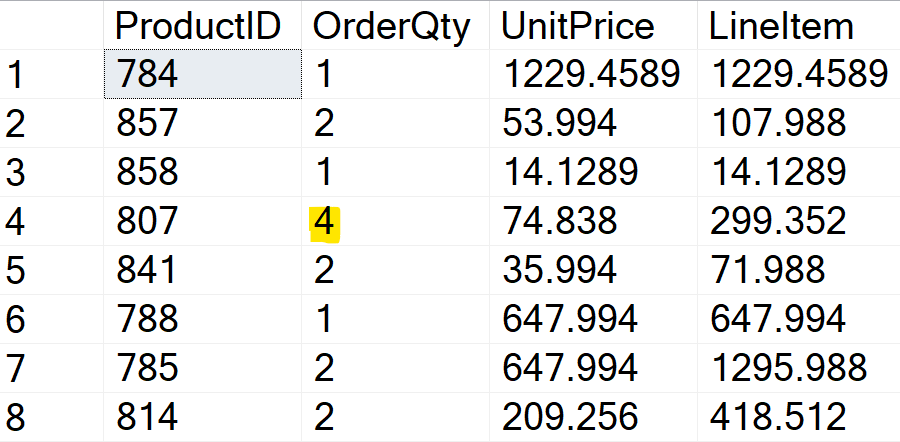 ProductID OrderQty UnitPrice LineItem
1 784 1 1229.4589 1229.4589
2 857 2 53.994 107.988
3 858 1 14.1289 14.1289
4 807 4 74.838 299.352
5 841 2 35.994 71.988
6 788 1 647.994 647.994
7 785 2 647.994 1295.988
8 814 2 209.256 418.512